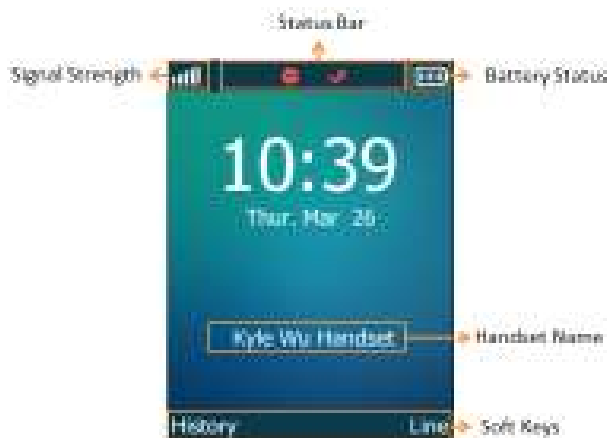 Status Bar
Signal Strength
Battery Status
10:39
Thur. Mar 26
Kyle Wu Handset
Handset Name
History
Line
Soft Keys